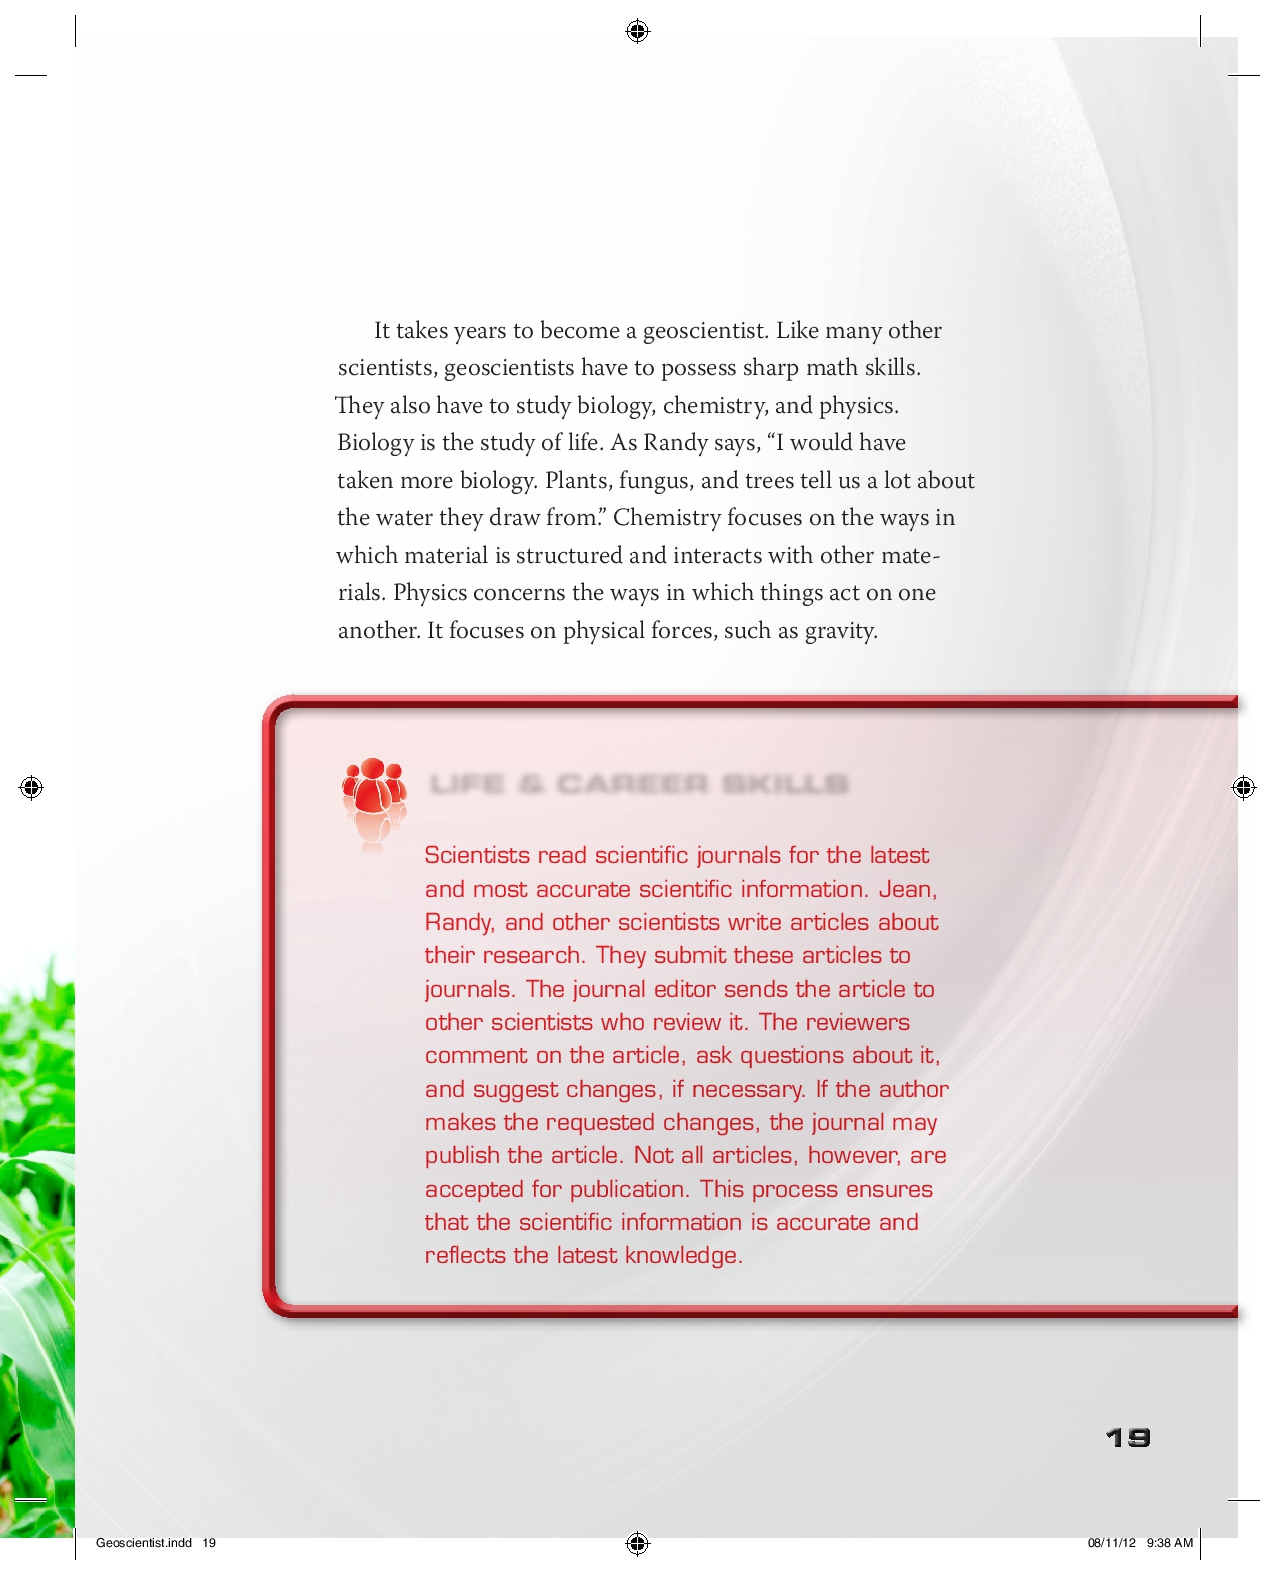 It takes years to become a geoscientist. Like many other
scientists, geoscientists have to possess sharp math skills.
They also have to study biology, chemistry, and physics.
Biology is the study of life. As Randy says, “I would have
taken more biology. Plants, fungus, and trees tell us a lot about
the water they draw from.” Chemistry focuses on the ways in
which material is structured and interacts with other mate-
rials. Physics concerns the ways in which things act on one
another. It focuses on physical forces, such as gravity.
LIFE & CAREER SKILLS
Scientists read scientific journals for the latest
and most accurate scientific information. Jean,
Randy, and other scientists write articles about
their research. They submit these articles to
journals. The journal editor sends the article to
other scientists who review it. The reviewers
comment on the article, ask questions about it,
and suggest changes, if necessary. If the author
makes the requested changes, the journal may
publish the article. Not all articles, however, are
accepted for publication. This process ensures
that the scientific information is accurate and
reflects the latest knowledge.
19
Geoscientist.indd 19
08/11/12 9:38 AM